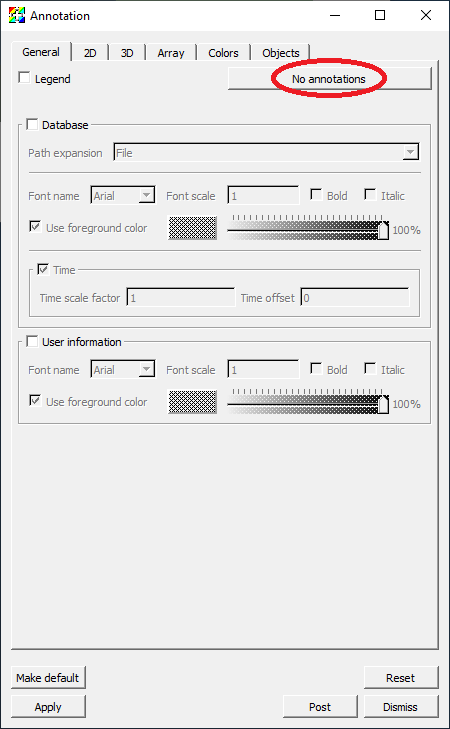 Annotation
General 2D 3D Array Colors Objects
Legend No annotations
Database
Path expansion File
Font name Arial Font scale 1 Bold Italic
Use foreground color 100%
Time
Time scale factor 1 Time offset 0
User information
Font name Arial Font scale 1 Bold Italic
Use foreground color 100%
Make default Reset
Apply Post Dismiss